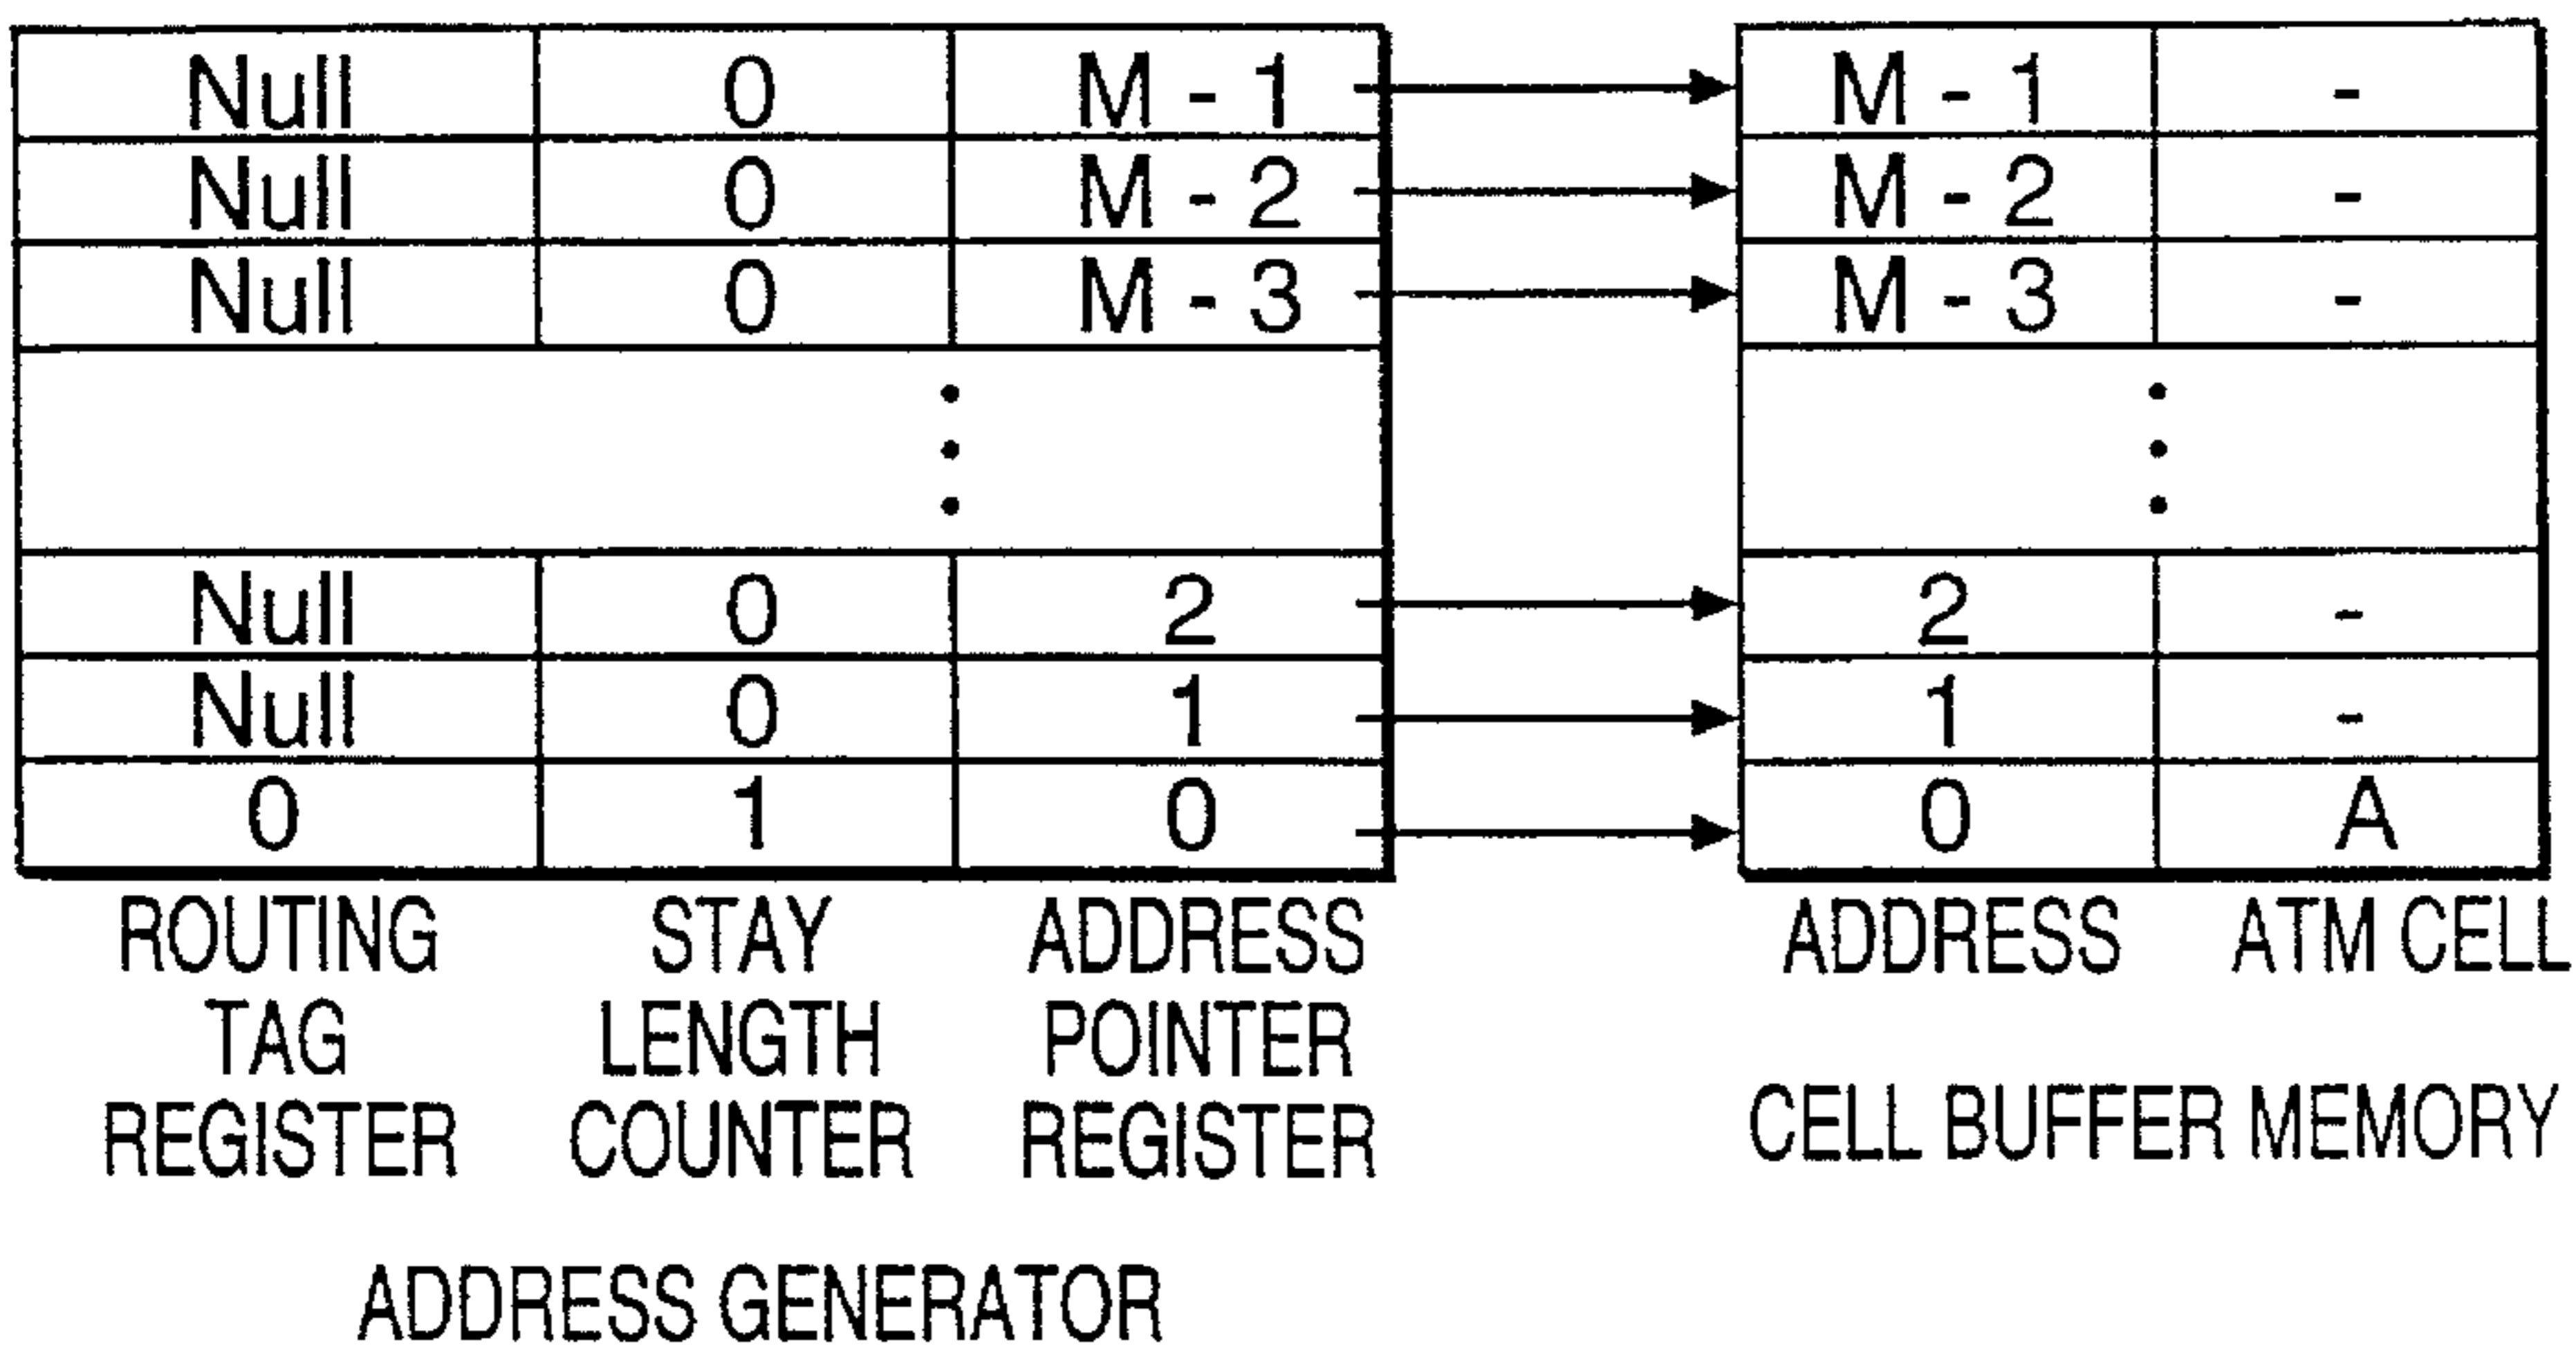 Null 0 M - 1 M - 1 -
Null 0 M - 2 M - 2 -
Null 0 M - 3 M - 3 -
Null 0 2 2 -
Null 0 1 1 -
0 1 0 0 A
ROUTING TAG REGISTER
STAY LENGTH COUNTER
ADDRESS POINTER REGISTER
ADDRESS
ATM CELL
CELL BUFFER MEMORY
ADDRESS GENERATOR